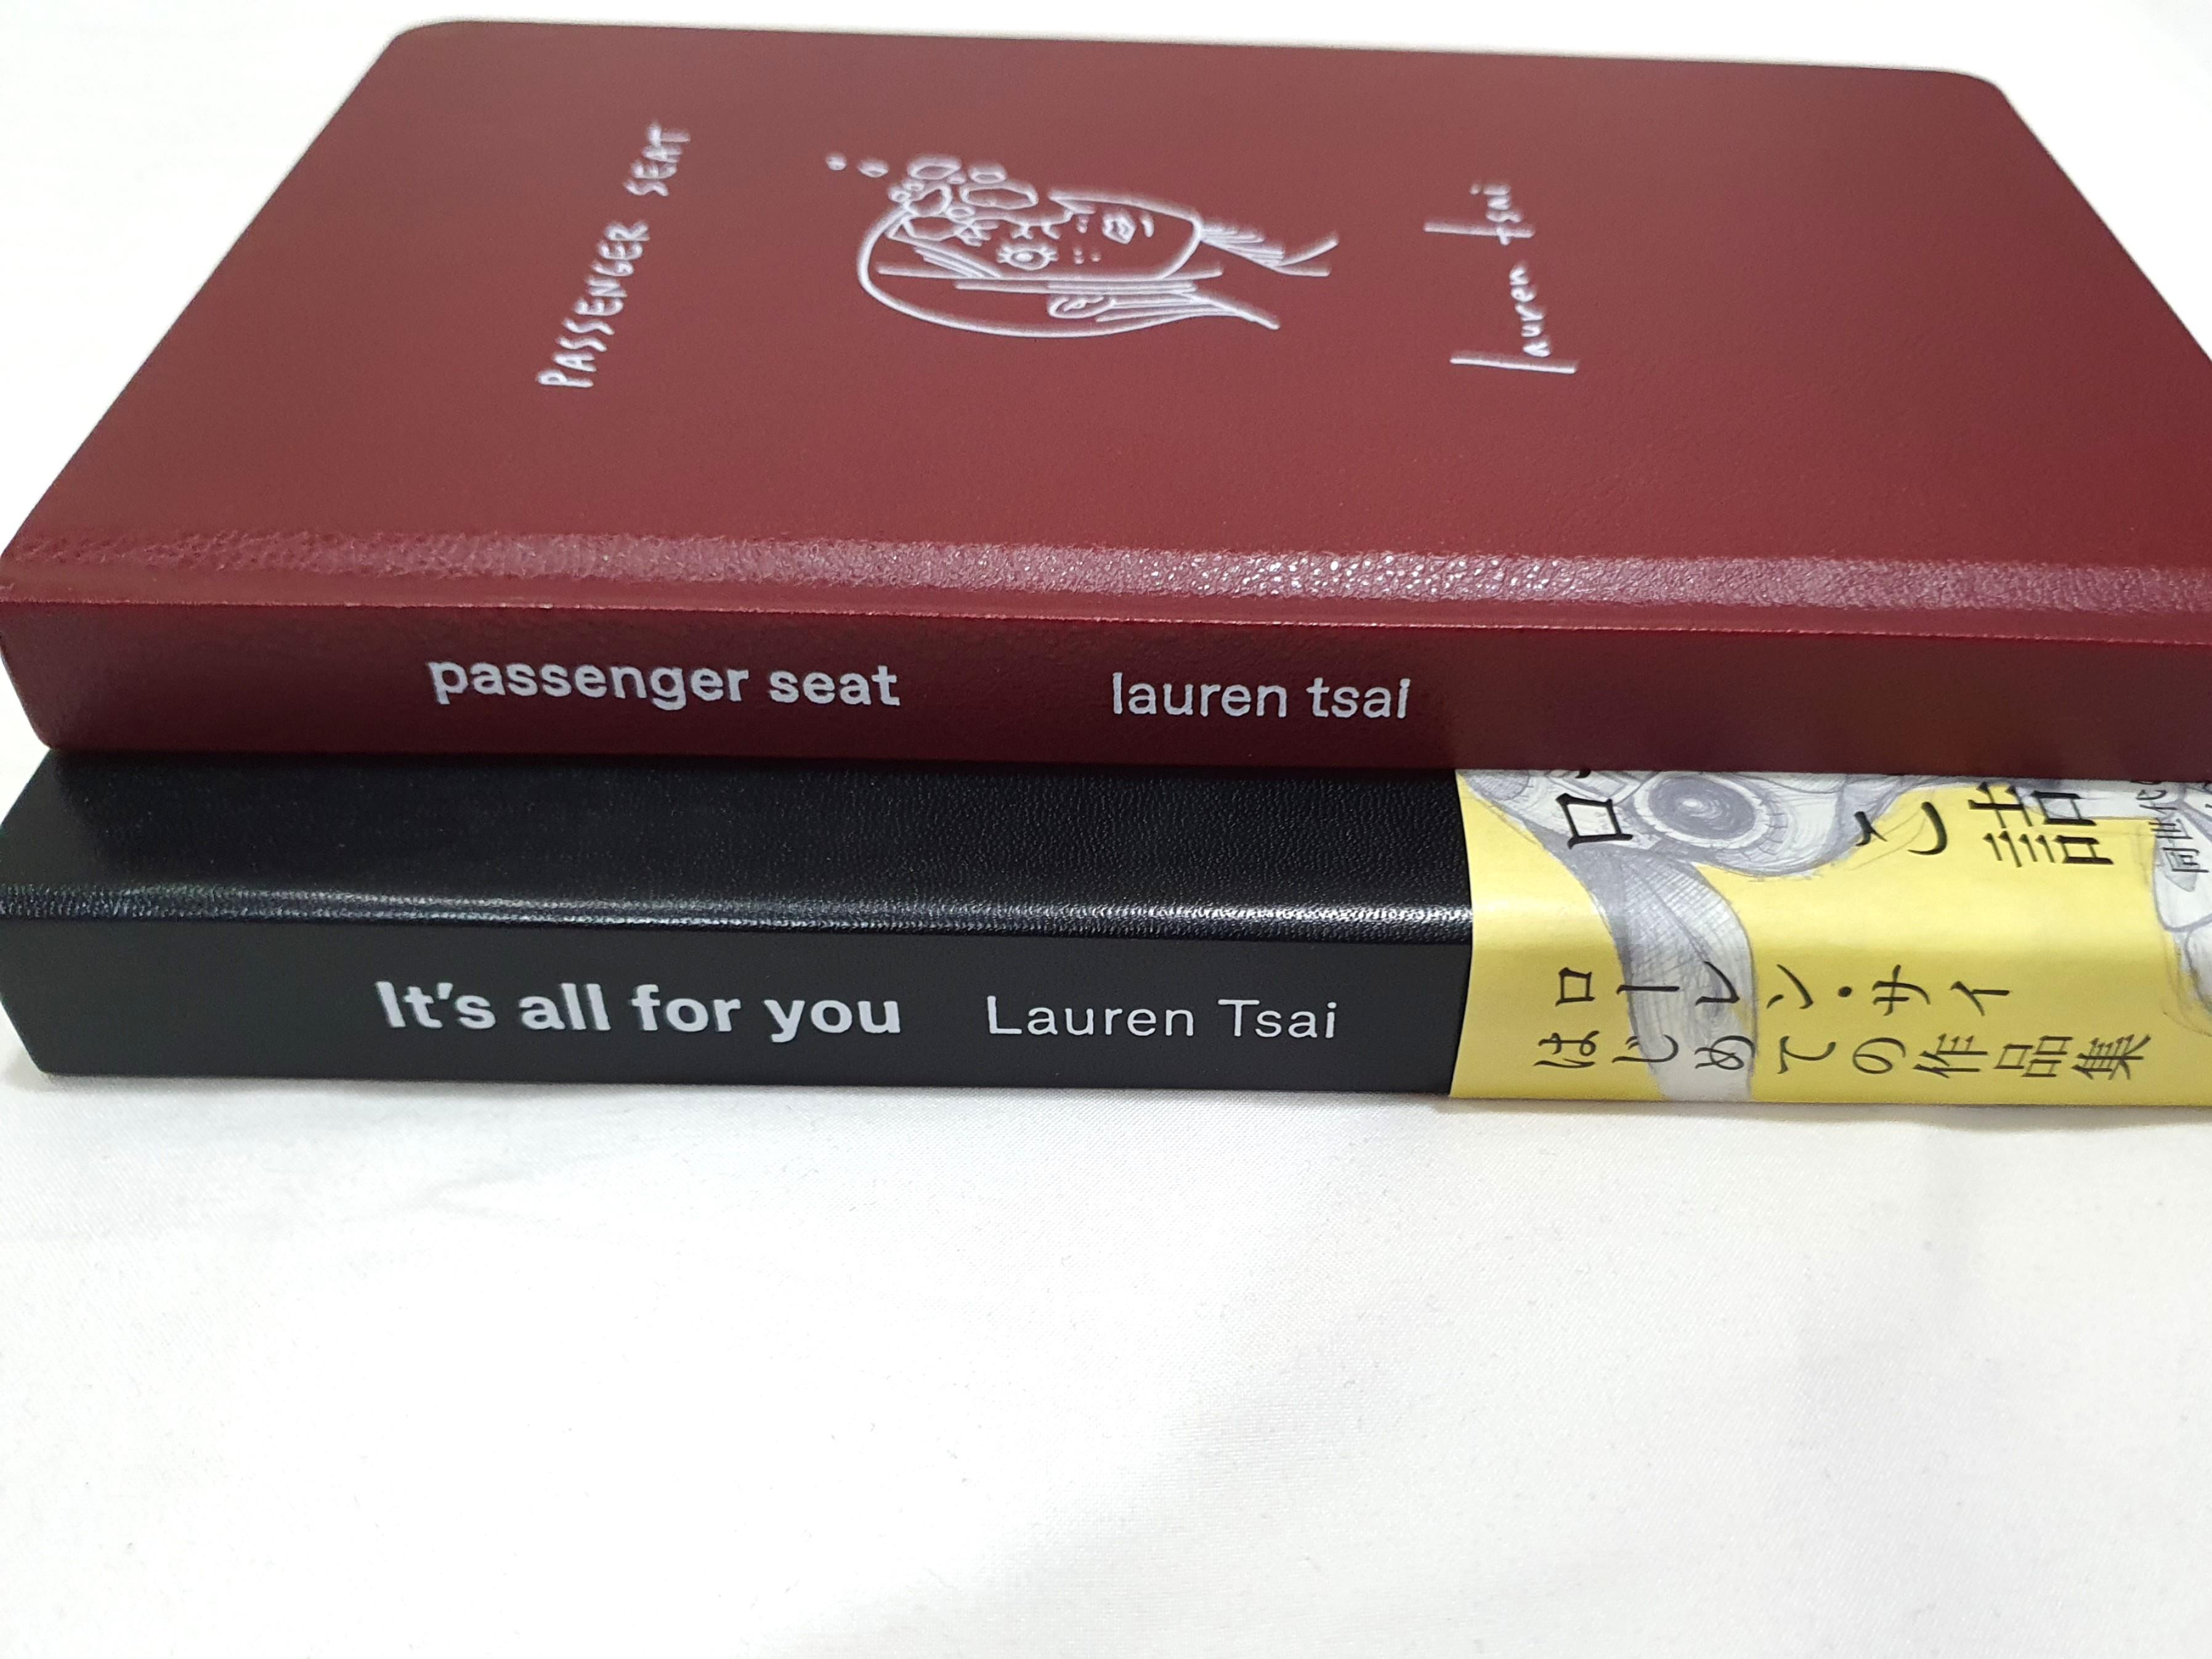 PASSENGER SEAT
lauren tsai
passenger seat
lauren tsai
It's all for you
Lauren Tsai
ローレン・サイ
はじめての作品集